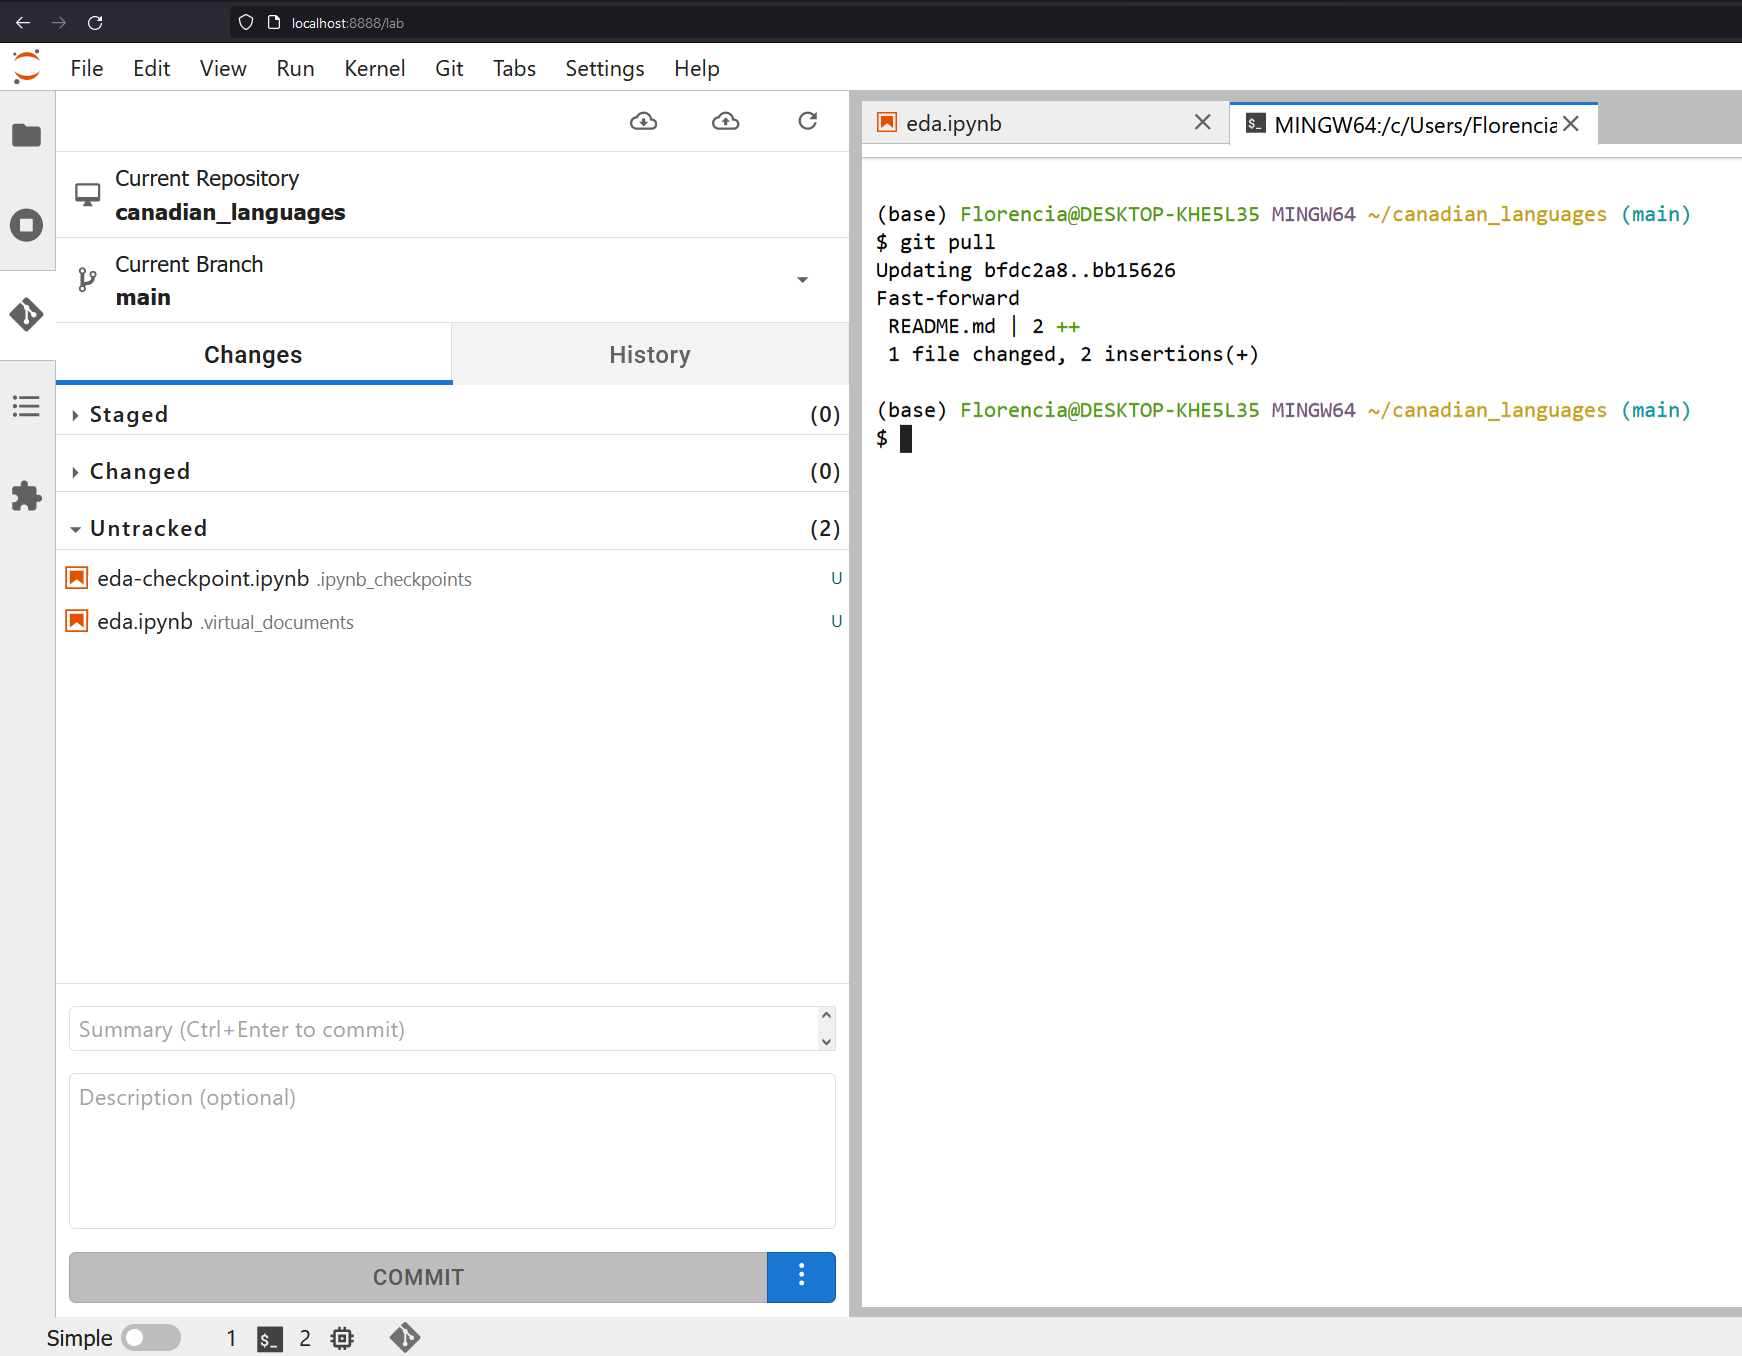 localhost:8888/lab
File Edit View Run Kernel Git Tabs Settings Help
Current Repository
canadian_languages
Current Branch
main
Changes History
Staged (0)
Changed (0)
Untracked (2)
eda-checkpoint.ipynb .ipynb_checkpoints U
eda.ipynb .virtual_documents U
Summary (Ctrl+Enter to commit)
Description (optional)
COMMIT
eda.ipynb
$_ MINGW64:/c/Users/Florencia
(base) Florencia@DESKTOP-KHE5L35 MINGW64 ~/canadian_languages (main)
$ git pull
Updating bfdc2a8..bb15626
Fast-forward
README.md | 2 ++
1 file changed, 2 insertions(+)
(base) Florencia@DESKTOP-KHE5L35 MINGW64 ~/canadian_languages (main)
$
Simple 1 $_ 2